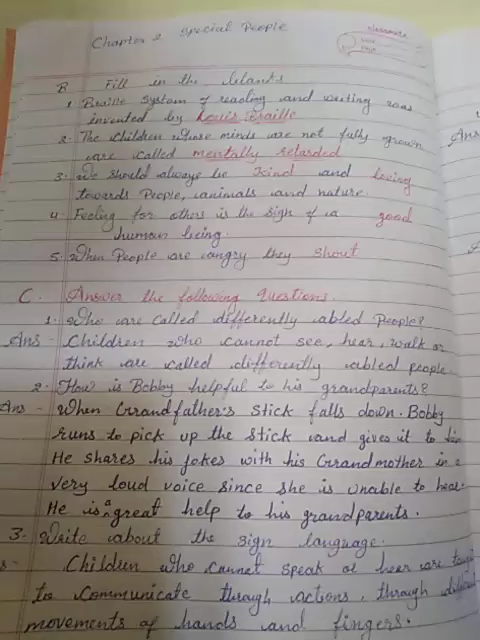 Chapter 2 Special People
classmate
B Fill in the blanks
1 Braille System of reading and writing was
invented by Louis Braille
2. The children whose minds are not fully grown
are called mentally retarded
3. We should always be kind and loving
towards People, animals and nature.
4 Feeling for others is the sign of a good
human being.
5. When People are angry they shout
C. Answer the following Questions.
1. Who are called differently abled People?
Ans - Children who cannot see, hear, walk or
think are called differently abled people.
2. How is Bobby helpful to his grandparents?
Ans - When Grandfather's stick falls down. Bobby
runs to pick up the stick and gives it to him
He shares his jokes with his Grandmother in a
very loud voice since she is unable to hear.
He is a great help to his grandparents.
3. Write about the sign language.
Children who cannot speak or hear are
to communicate through actions, through
movements of hands and fingers.
Ans